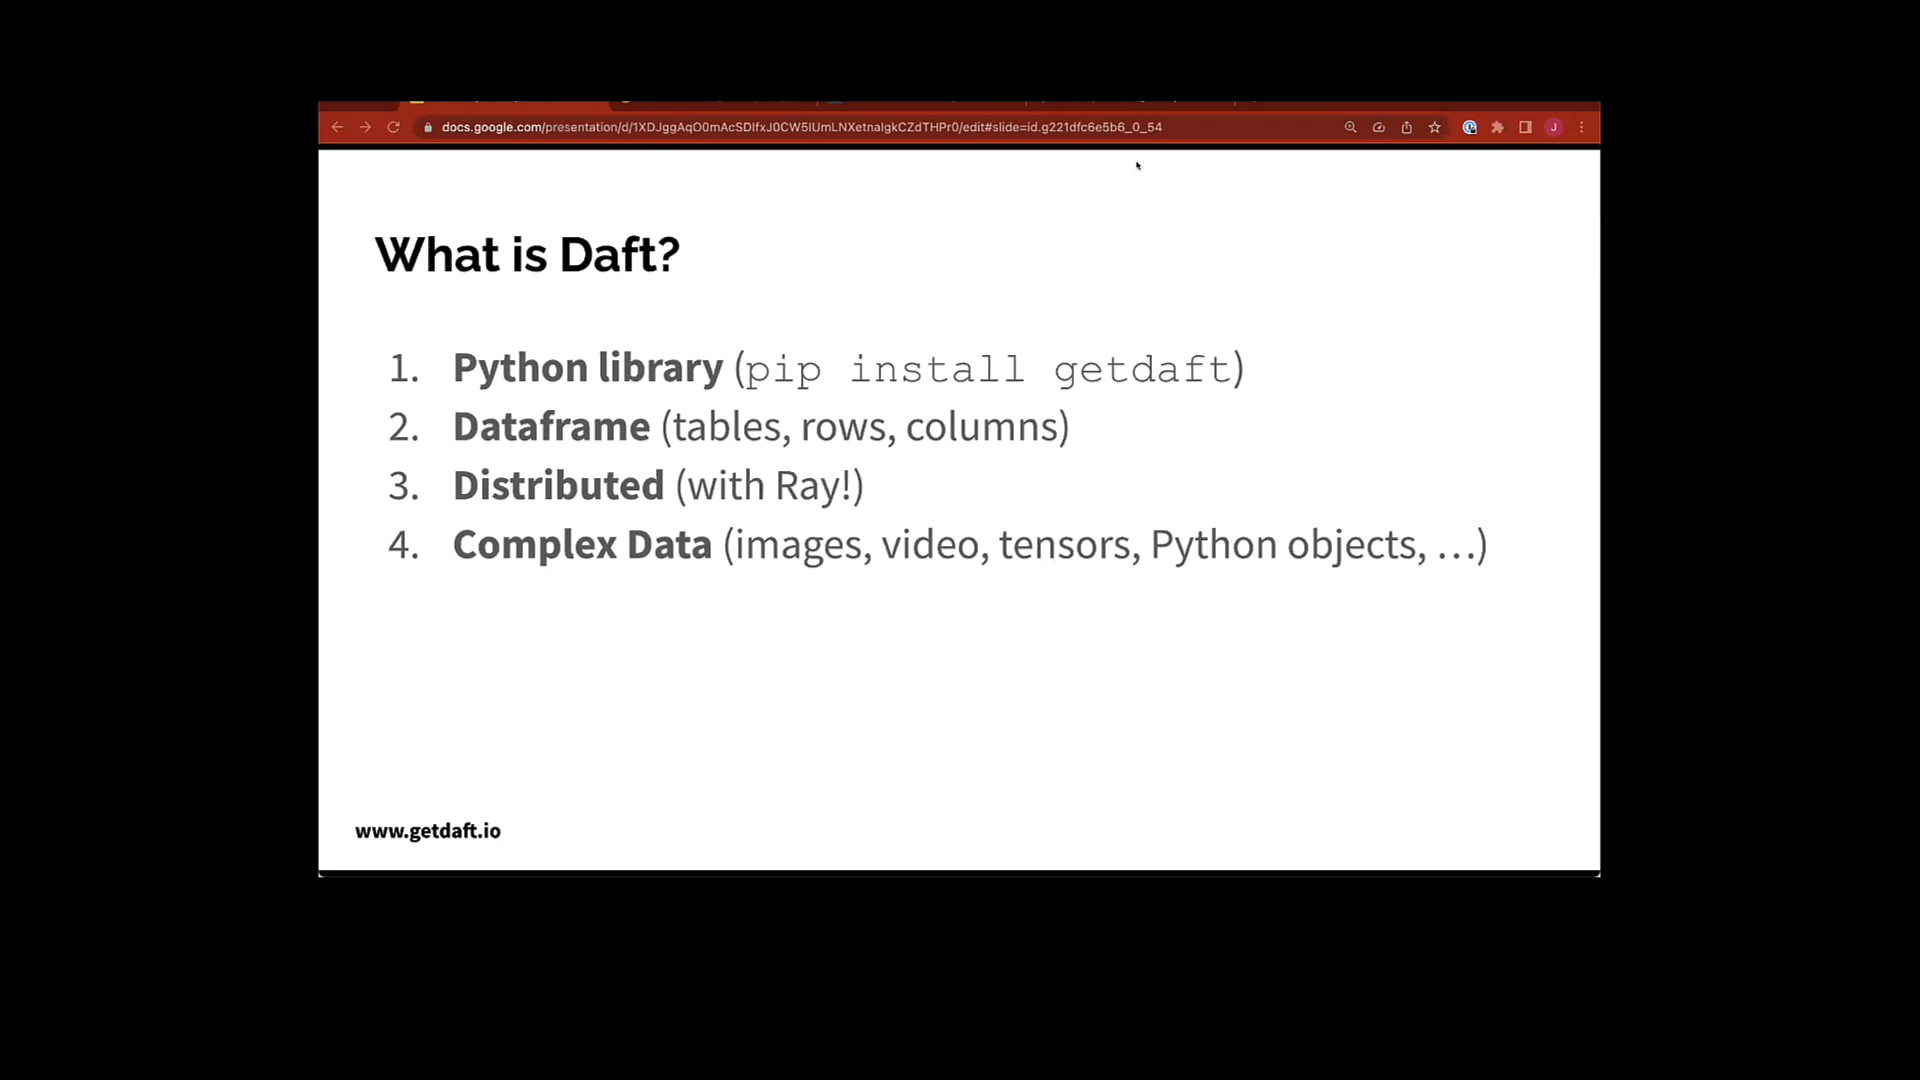 docs.google.com/presentation/d/1XDJggAqO0mAcSDIfxJ0CW5IUmLNXetnaIgkCZdTHPr0/edit#slide=id.g221dfc6e5b6_0_54
J
What is Daft?
1. Python library (pip install getdaft)
2. Dataframe (tables, rows, columns)
3. Distributed (with Ray!)
4. Complex Data (images, video, tensors, Python objects, …)
www.getdaft.io